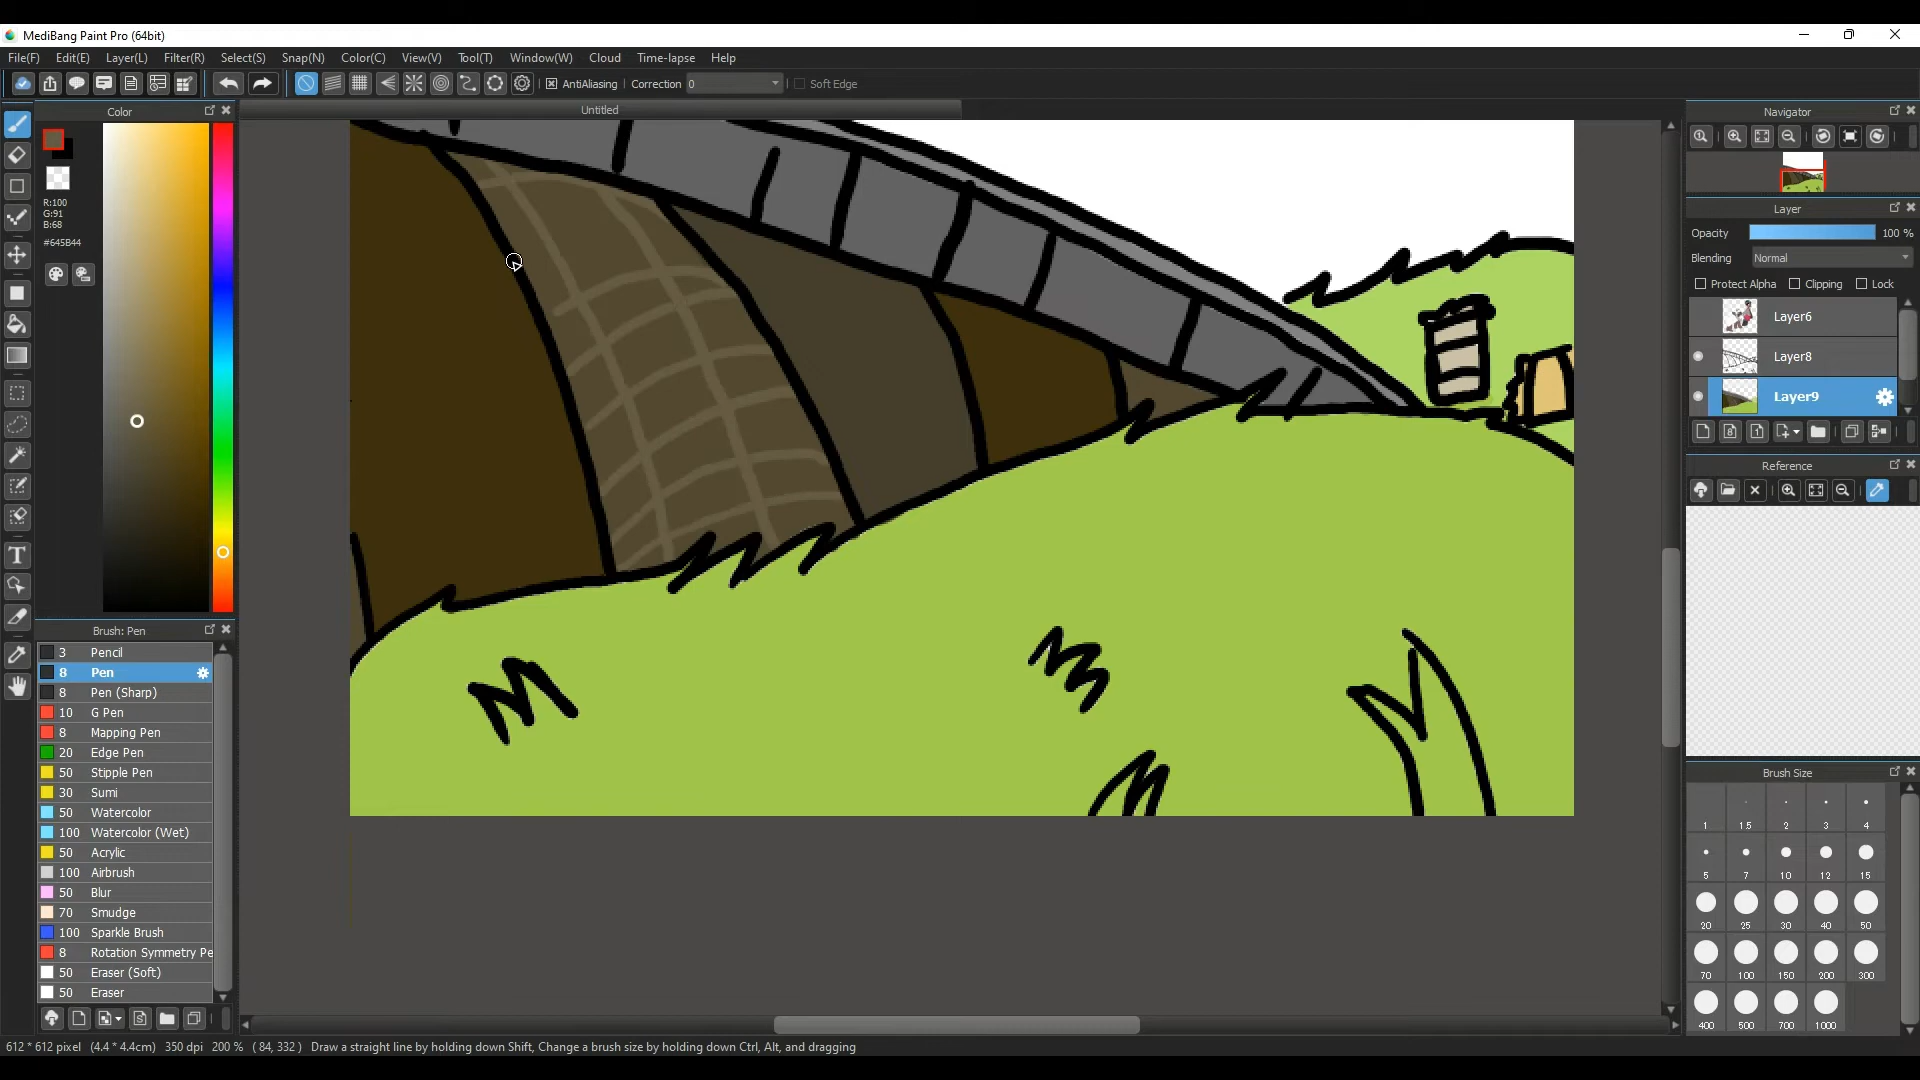 MediBang Paint Pro (64bit)
File(F) Edit(E) Layer(L) Filter(R) Select(S) Snap(N) Color(C) View(V) Tool(T) Window(W) Cloud Time-lapse Help
AntiAliasing Correction 0 Soft Edge
Color
Untitled
Navigator
R:100
G:91
B:68
#645B44
Layer
Opacity 100 %
Blending Normal
Protect Alpha Clipping Lock
Layer6
Layer8
Layer9
Reference
T
Brush: Pen
3 Pencil
8 Pen
8 Pen (Sharp)
10 G Pen
8 Mapping Pen
20 Edge Pen
50 Stipple Pen
30 Sumi
50 Watercolor
100 Watercolor (Wet)
50 Acrylic
100 Airbrush
50 Blur
70 Smudge
100 Sparkle Brush
8 Rotation Symmetry Pe
50 Eraser (Soft)
50 Eraser
Brush Size
1 1.5 2 3 4
5 7 10 12 15
20 25 30 40 50
70 100 150 200 300
400 500 700 1000
612 * 612 pixel (4.4 * 4.4cm) 350 dpi 200 % ( 84, 332 ) Draw a straight line by holding down Shift, Change a brush size by holding down Ctrl, Alt, and dragging